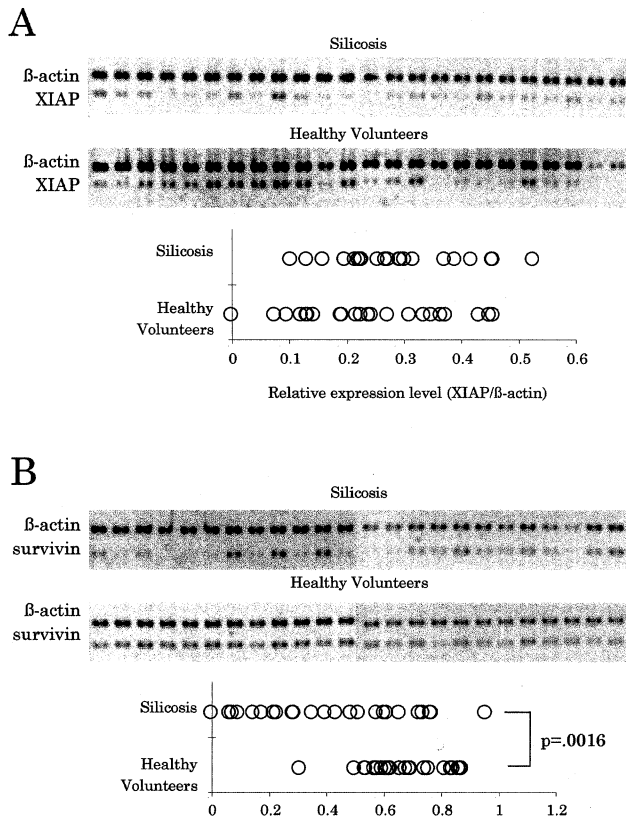 A
Silicosis
ß-actin
XIAP
Healthy Volunteers
ß-actin
XIAP
Silicosis
Healthy
Volunteers
0 0.1 0.2 0.3 0.4 0.5 0.6
Relative expression level (XIAP/ß-actin)
B
Silicosis
ß-actin
survivin
Healthy Volunteers
ß-actin
survivin
Silicosis
p=.0016
Healthy
Volunteers
0 0.2 0.4 0.6 0.8 1 1.2